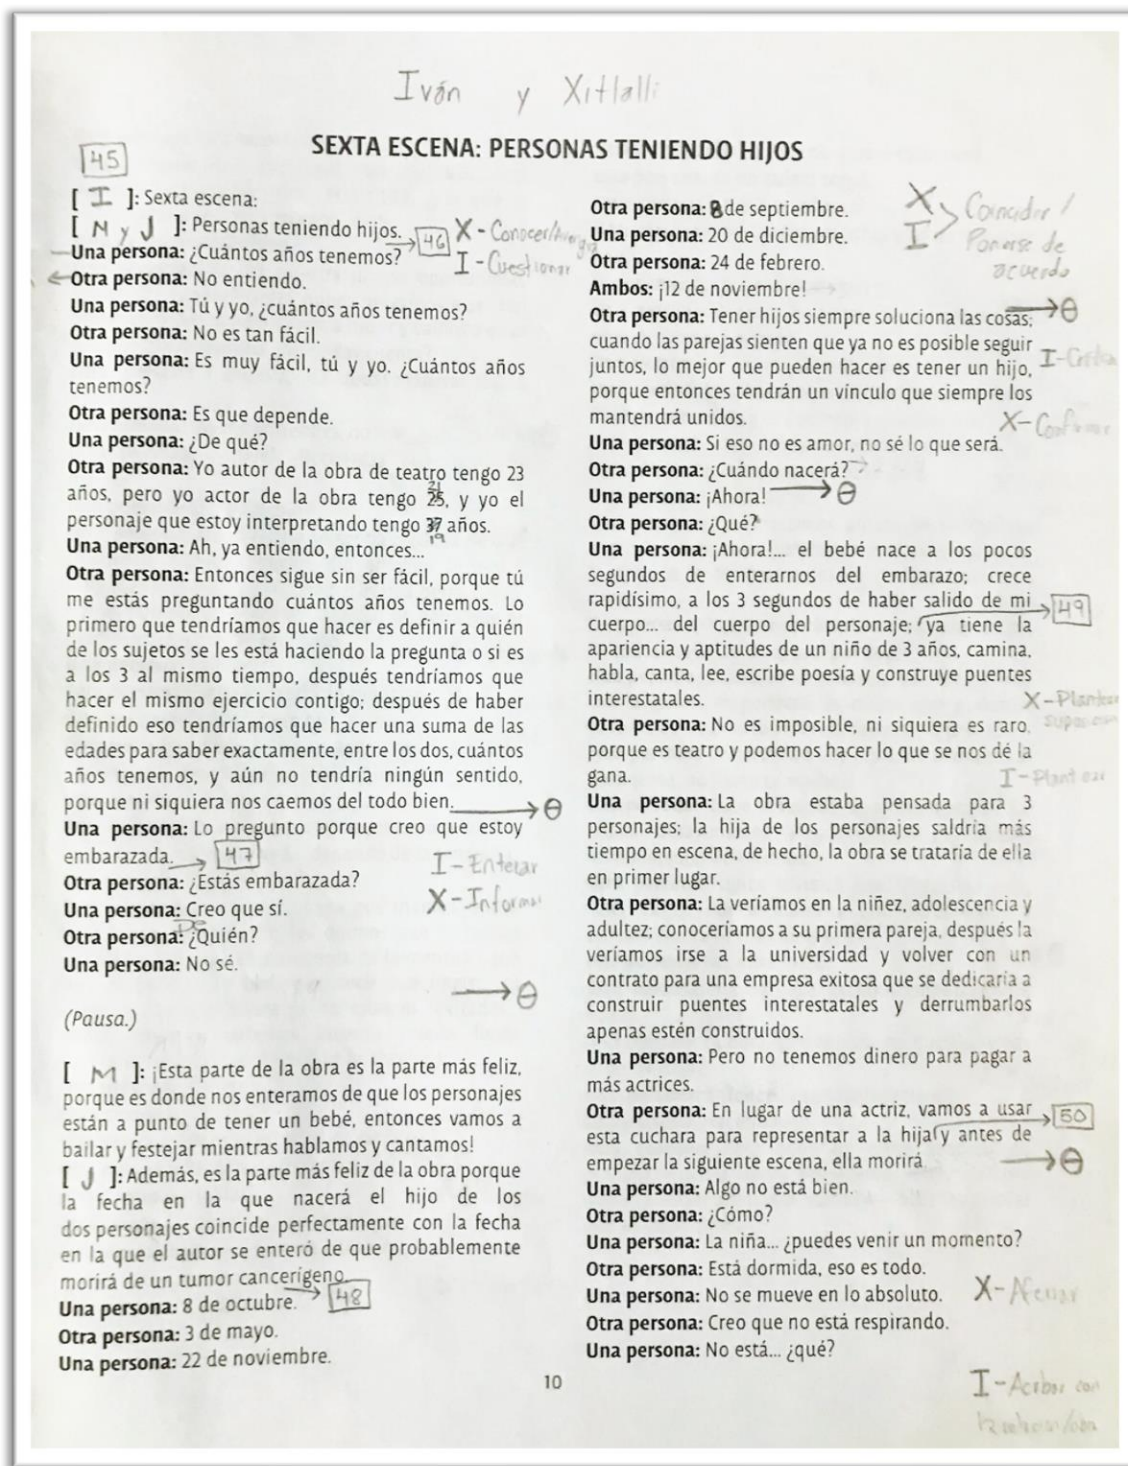 Iván y Xitlalli
SEXTA ESCENA: PERSONAS TENIENDO HIJOS
45
[ I ]: Sexta escena:
[ N y J ]: Personas teniendo hijos.
46
X - Conocer/
I - Cuestionar
Una persona: ¿Cuántos años tenemos?
Otra persona: No entiendo.
Una persona: Tú y yo, ¿cuántos años tenemos?
Otra persona: No es tan fácil.
Una persona: Es muy fácil, tú y yo. ¿Cuántos años
tenemos?
Otra persona: Es que depende.
Una persona: ¿De qué?
Otra persona: Yo autor de la obra de teatro tengo 23
21
años, pero yo actor de la obra tengo 25, y yo el
personaje que estoy interpretando tengo 37 años.
19
Una persona: Ah, ya entiendo, entonces...
Otra persona: Entonces sigue sin ser fácil, porque tú
me estás preguntando cuántos años tenemos. Lo
primero que tendríamos que hacer es definir a quién
de los sujetos se les está haciendo la pregunta o si es
a los 3 al mismo tiempo, después tendríamos que
hacer el mismo ejercicio contigo; después de haber
definido eso tendríamos que hacer una suma de las
edades para saber exactamente, entre los dos, cuántos
años tenemos, y aún no tendría ningún sentido,
porque ni siquiera nos caemos del todo bien.
Una persona: Lo pregunto porque creo que estoy
embarazada.
47
I - Enterar
X - Informar
Otra persona: ¿Estás embarazada?
Una persona: Creo que sí.
De
Otra persona: ¿Quién?
Una persona: No sé.
(Pausa.)
[ M ]: ¡Esta parte de la obra es la parte más feliz,
porque es donde nos enteramos de que los personajes
están a punto de tener un bebé, entonces vamos a
bailar y festejar mientras hablamos y cantamos!
[ J ]: Además, es la parte más feliz de la obra porque
la fecha en la que nacerá el hijo de los
dos personajes coincide perfectamente con la fecha
en la que el autor se enteró de que probablemente
morirá de un tumor cancerígeno.
48
Una persona: 8 de octubre.
Otra persona: 3 de mayo.
Una persona: 22 de noviembre.
Otra persona: 8 de septiembre.
Una persona: 20 de diciembre.
Otra persona: 24 de febrero.
X
I
Coincidir /
Ponerse de
acuerdo
Ambos: ¡12 de noviembre!
Otra persona: Tener hijos siempre soluciona las cosas;
cuando las parejas sienten que ya no es posible seguir
juntos, lo mejor que pueden hacer es tener un hijo,
porque entonces tendrán un vínculo que siempre los
mantendrá unidos.
I-
X-Confirmar
Una persona: Si eso no es amor, no sé lo que será.
Otra persona: ¿Cuándo nacerá?
Una persona: ¡Ahora!
Otra persona: ¿Qué?
Una persona: ¡Ahora!... el bebé nace a los pocos
segundos de enterarnos del embarazo; crece
rapidísimo, a los 3 segundos de haber salido de mi
cuerpo... del cuerpo del personaje; ya tiene la
49
apariencia y aptitudes de un niño de 3 años, camina,
habla, canta, lee, escribe poesía y construye puentes
interestatales.
X-Plantear
Otra persona: No es imposible, ni siquiera es raro,
porque es teatro y podemos hacer lo que se nos dé la
gana.
I-Plantear
Una persona: La obra estaba pensada para 3
personajes; la hija de los personajes saldría más
tiempo en escena, de hecho, la obra se trataría de ella
en primer lugar.
Otra persona: La veríamos en la niñez, adolescencia y
adultez; conoceríamos a su primera pareja, después la
veríamos irse a la universidad y volver con un
contrato para una empresa exitosa que se dedicaría a
construir puentes interestatales y derrumbarlos
apenas estén construidos.
Una persona: Pero no tenemos dinero para pagar a
más actrices.
Otra persona: En lugar de una actriz, vamos a usar
50
esta cuchara para representar a la hija y antes de
empezar la siguiente escena, ella morirá
Una persona: Algo no está bien.
Otra persona: ¿Cómo?
Una persona: La niña... ¿puedes venir un momento?
Otra persona: Está dormida, eso es todo.
Una persona: No se mueve en lo absoluto.
X-
Otra persona: Creo que no está respirando.
Una persona: No está... ¿qué?
I-Acabar con
10